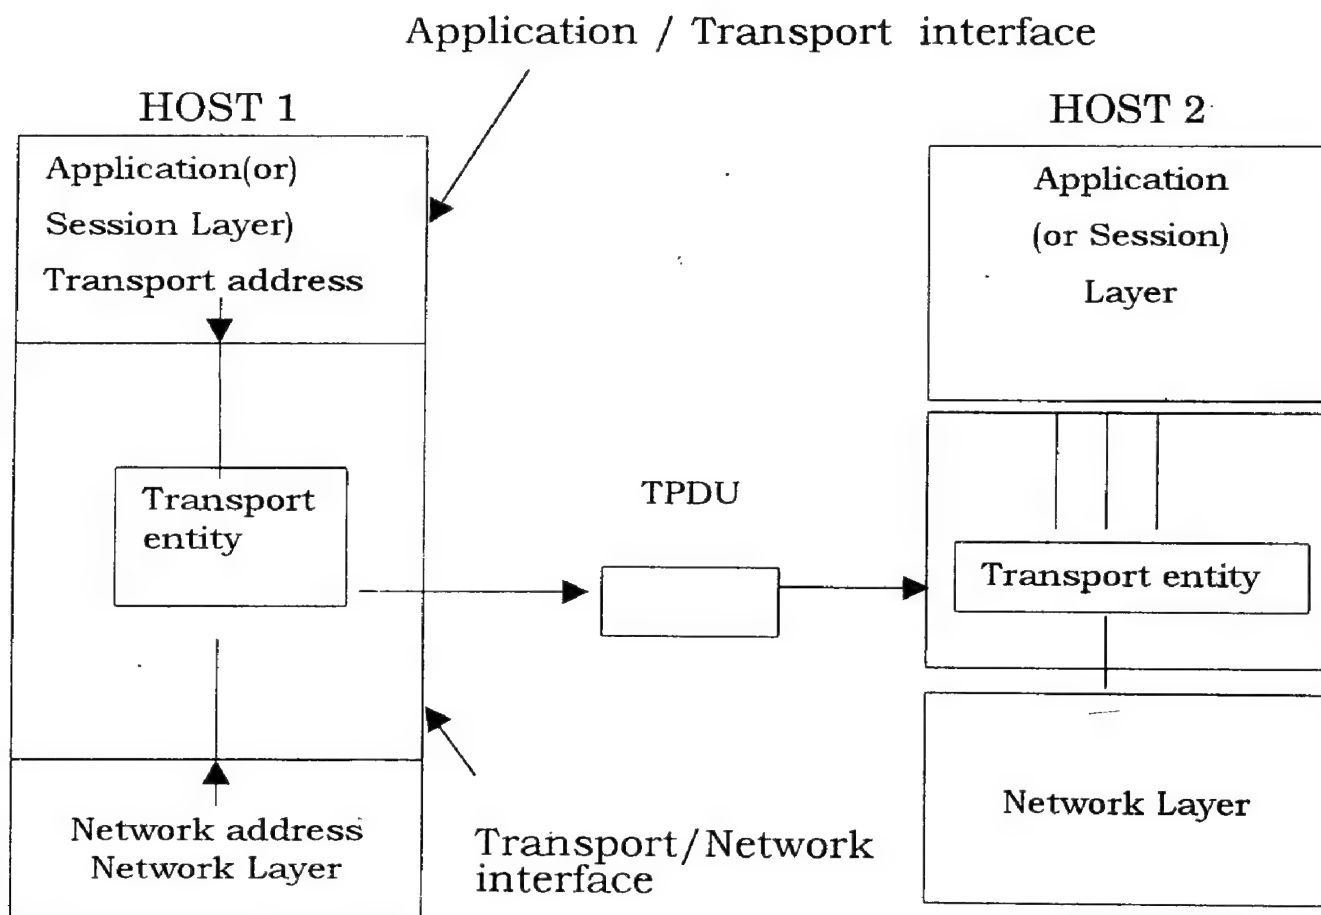 Application / Transport interface
HOST 1
HOST 2
Application(or)
Session Layer)
Transport address
Application
(or Session)
Layer
Transport
entity
TPDU
Transport entity
Network address
Network Layer
Transport/Network
interface
Network Layer